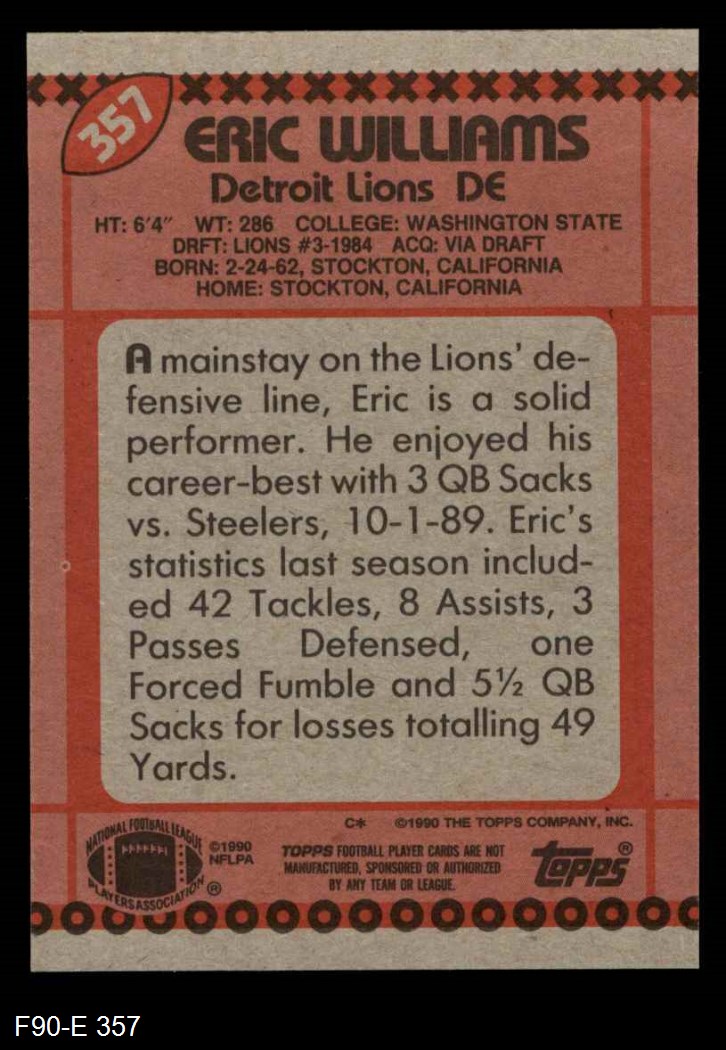 357
ERIC WILLIAMS
Detroit Lions DE
HT: 6'4" WT: 286 COLLEGE: WASHINGTON STATE
DRFT: LIONS #3-1984 ACQ: VIA DRAFT
BORN: 2-24-62, STOCKTON, CALIFORNIA
HOME: STOCKTON, CALIFORNIA
A mainstay on the Lions' de-
fensive line, Eric is a solid
performer. He enjoyed his
career-best with 3 QB Sacks
vs. Steelers, 10-1-89. Eric's
statistics last season includ-
ed 42 Tackles, 8 Assists, 3
Passes Defensed, one
Forced Fumble and 5½ QB
Sacks for losses totalling 49
Yards.
C* ©1990 THE TOPPS COMPANY, INC.
NATIONAL FOOTBALL LEAGUE
PLAYERS ASSOCIATION ®
©1990
NFLPA
TOPPS FOOTBALL PLAYER CARDS ARE NOT
MANUFACTURED, SPONSORED OR AUTHORIZED
BY ANY TEAM OR LEAGUE.
topps®
F90-E 357